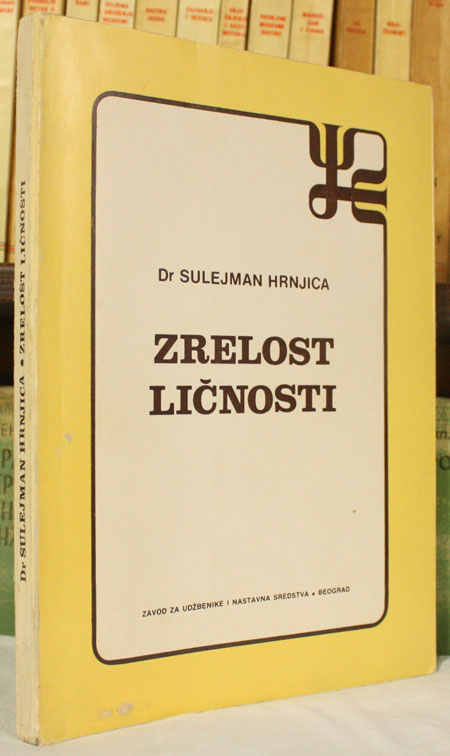 Dr SULEJMAN HRNJICA
ZRELOST
LIČNOSTI
ZAVOD ZA UDŽBENIKE I NASTAVNA SREDSTVA • BEOGRAD
Dr SULEJMAN HRNJICA • ZRELOST LIČNOSTI